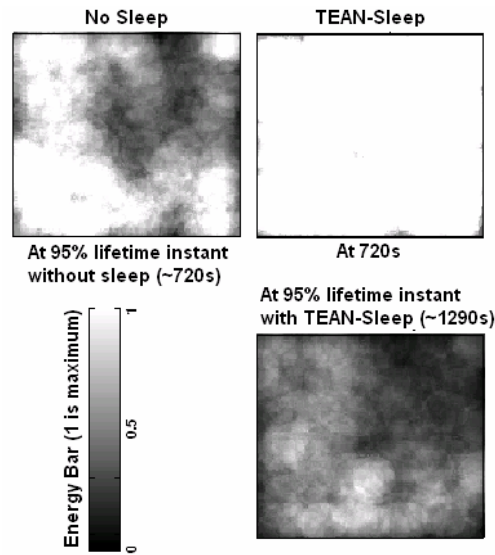 No Sleep
TEAN-Sleep
At 95% lifetime instant
without sleep (~720s)
At 720s
At 95% lifetime instant
with TEAN-Sleep (~1290s)
Energy Bar (1 is maximum)
1
0.5
0